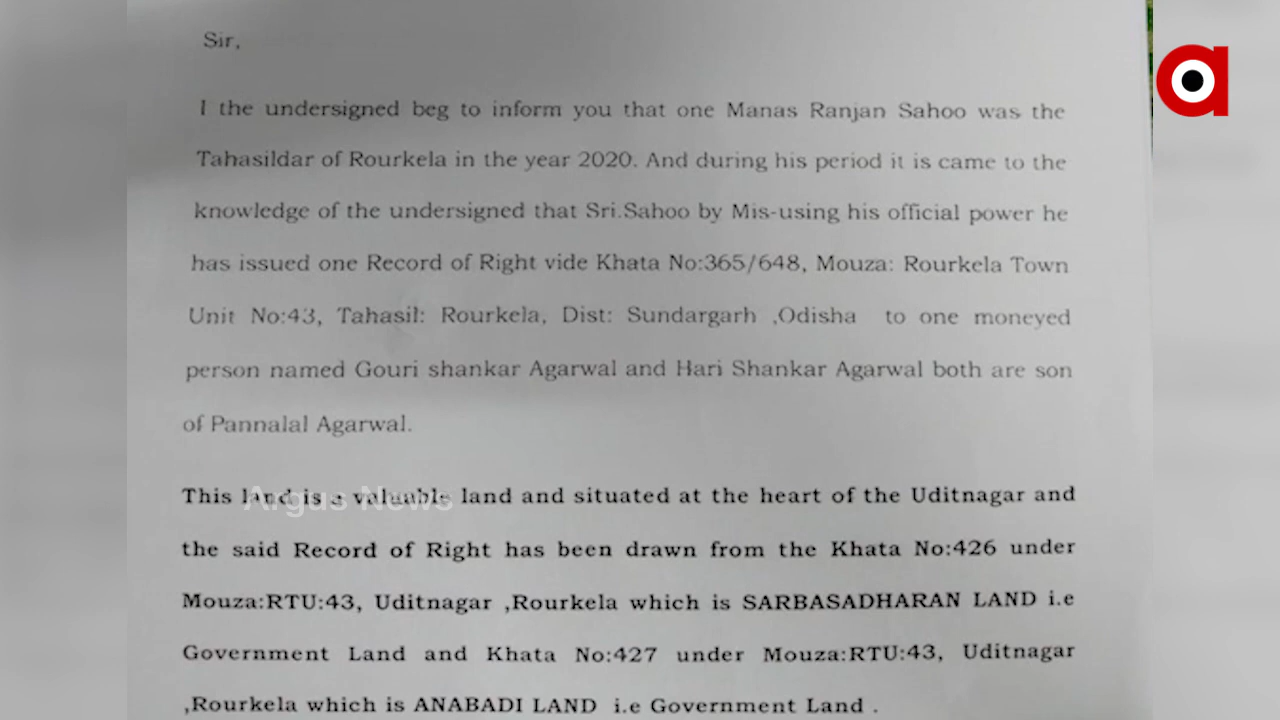 Sir,
I the undersigned beg to inform you that one Manas Ranjan Sahoo was the
Tahasildar of Rourkela in the year 2020. And during his period it is came to the
knowledge of the undersigned that Sri.Sahoo by Mis-using his official power he
has issued one Record of Right vide Khata No:365/648, Mouza: Rourkela Town
Unit No:43, Tahasil: Rourkela, Dist: Sundargarh ,Odisha to one moneyed
person named Gouri shankar Agarwal and Hari Shankar Agarwal both are son
of Pannalal Agarwal.
This land is a valuable land and situated at the heart of the Uditnagar and
Argus News
the said Record of Right has been drawn from the Khata No:426 under
Mouza:RTU:43, Uditnagar ,Rourkela which is SARBASADHARAN LAND i.e
Government Land and Khata No:427 under Mouza:RTU:43, Uditnagar
,Rourkela which is ANABADI LAND i.e Government Land .